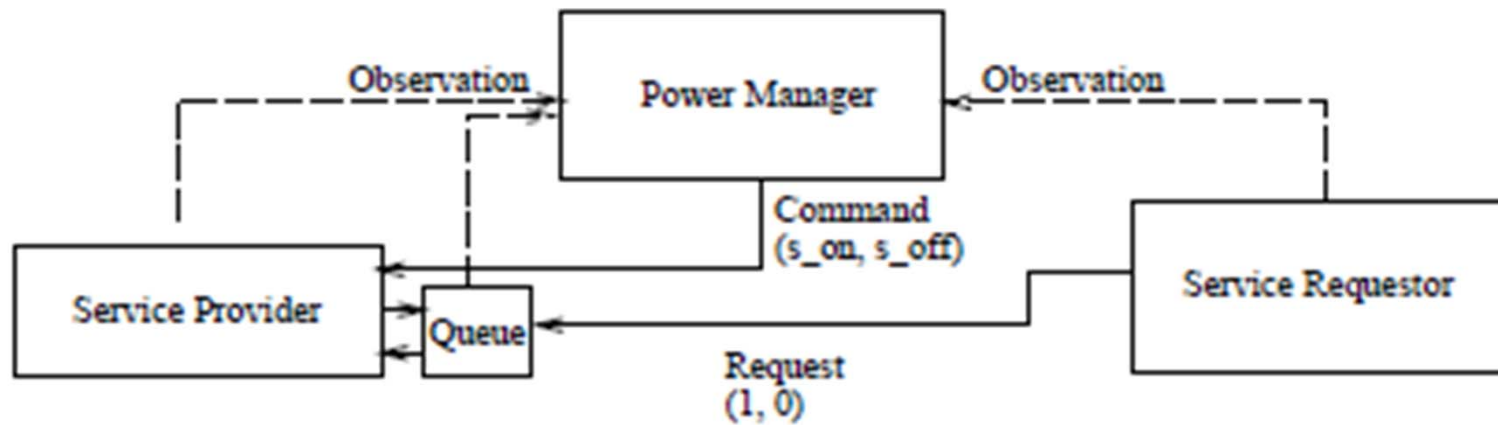 Observation
Power Manager
Observation
Command
(s_on, s_off)
Service Provider
Queue
Service Requestor
Request
(1, 0)